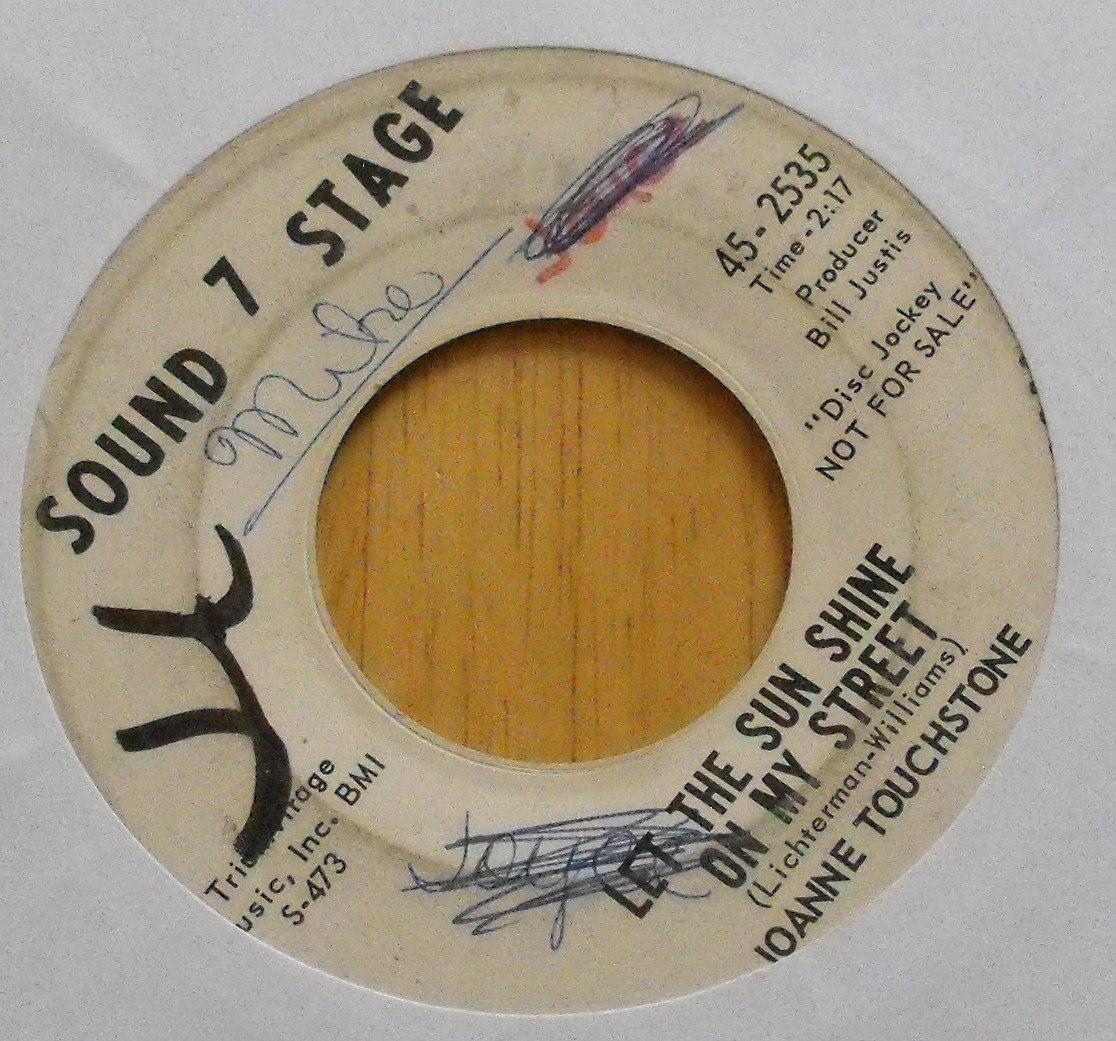 SOUND 7 STAGE
Mike
45-2535
Time-2:17
Producer
Bill Justis
"Disc Jockey
NOT FOR SALE"
Inc. BMI
S-473
LET THE SUN SHINE
ON MY STREET
(Lichterman-Williams)
JOANNE TOUCHSTONE